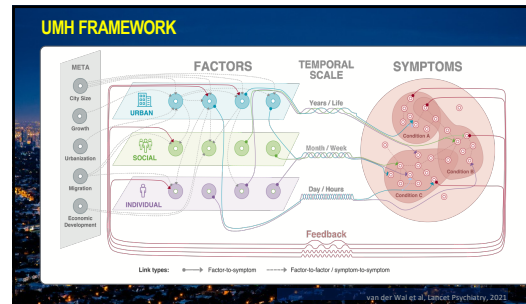 UMH FRAMEWORK
META
City Size
Growth
Urbanization
Migration
Economic
Development
FACTORS
URBAN
SOCIAL
INDIVIDUAL
TEMPORAL
SCALE
Years / Life
Month / Week
Day / Hours
SYMPTOMS
Condition A
Condition B
Condition C
Feedback
Link types:
Factor-to-symptom
Factor-to-factor / symptom-to-symptom
van der Wal et al, Lancet Psychiatry, 2021